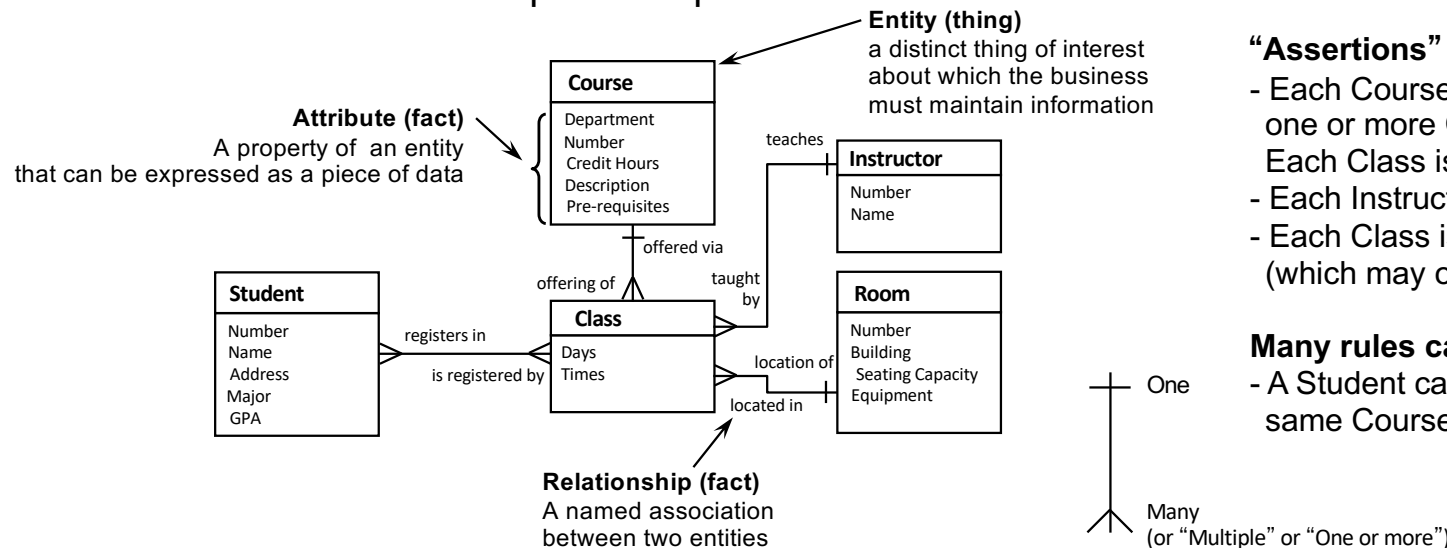 Entity (thing)
a distinct thing of interest
about which the business
must maintain information
Attribute (fact)
A property of an entity
that can be expressed as a piece of data
Course
Department
Number
Credit Hours
Description
Pre-requisites
teaches
Instructor
Number
Name
offered via
offering of
taught
by
Student
Number
Name
Address
Major
GPA
registers in
is registered by
Class
Days
Times
Room
Number
Building
Seating Capacity
Equipment
location of
located in
Relationship (fact)
A named association
between two entities
One
Many
(or “Multiple” or “One or more”)
“Assertions”
- Each Course
one or more
Each Class is
- Each
- Each Class
(which may
Many rules
- A Student
same Course